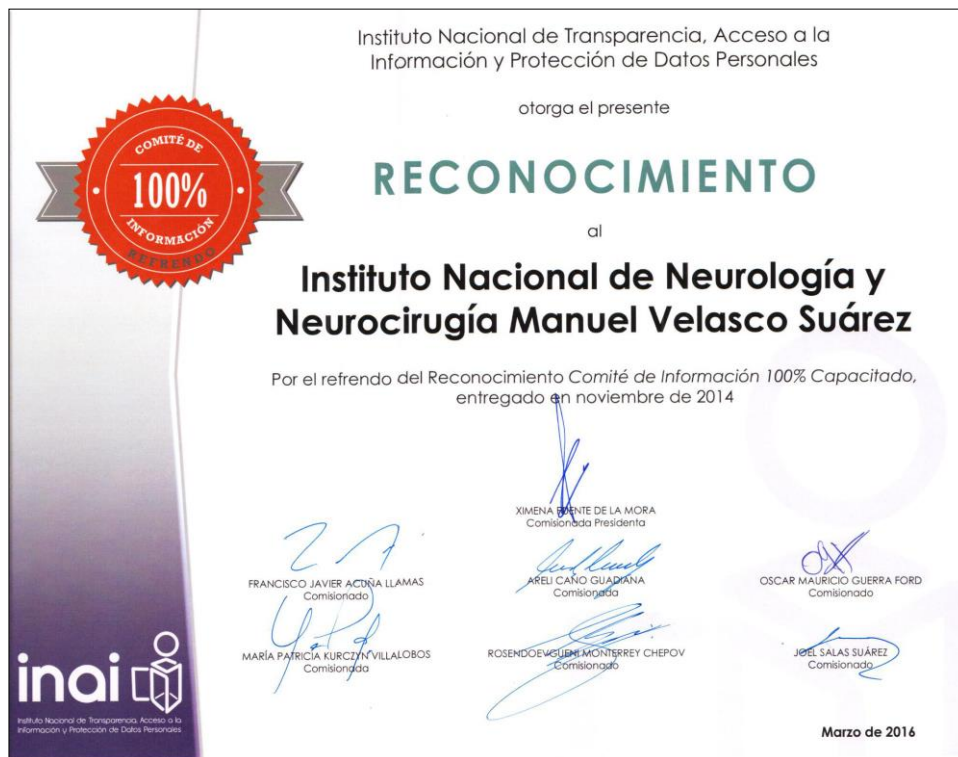 Instituto Nacional de Transparencia, Acceso a la
Información y Protección de Datos Personales
otorga el presente
COMITÉ DE
100%
INFORMACIÓN
REFRENDO
RECONOCIMIENTO
al
Instituto Nacional de Neurología y
Neurocirugía Manuel Velasco Suárez
Por el refrendo del Reconocimiento Comité de Información 100% Capacitado,
entregado en noviembre de 2014
XIMENA PUENTE DE LA MORA
Comisionada Presidenta
FRANCISCO JAVIER ACUÑA LLAMAS
Comisionado
ARELI CANO GUADIANA
Comisionada
OSCAR MAURICIO GUERRA FORD
Comisionado
MARÍA PATRICIA KURCZYN VILLALOBOS
Comisionada
ROSENDOEVGUENI MONTERREY CHEPOV
Comisionado
JOEL SALAS SUÁREZ
Comisionado
inai
Instituto Nacional de Transparencia, Acceso a la
Información y Protección de Datos Personales
Marzo de 2016